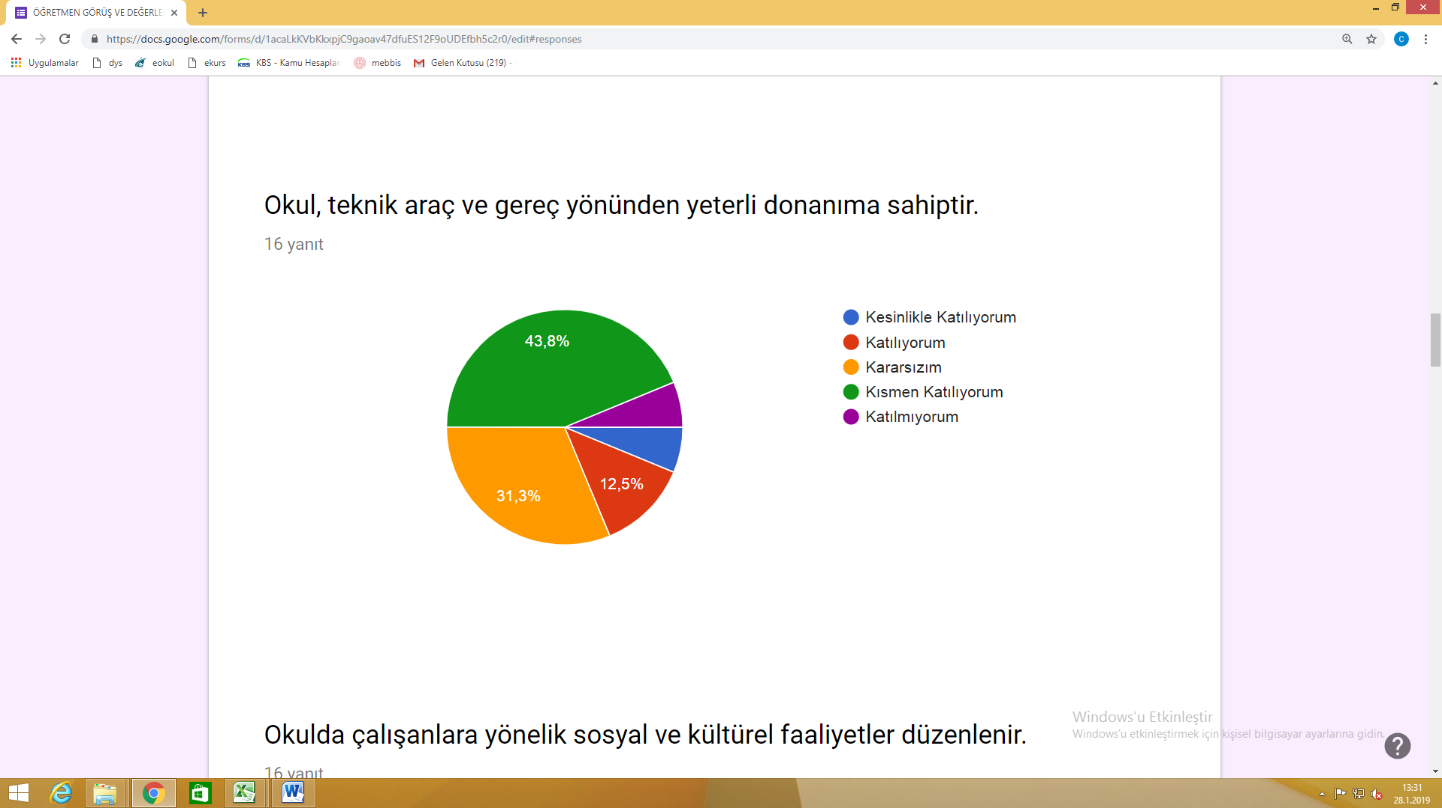 ÖĞRETMEN GÖRÜŞ VE DEĞERLE
https://docs.google.com/forms/d/1acaLkKVbKkxpjC9gaoav47dfuES12F9oUDEfbh5c2r0/edit#responses
C
Uygulamalar dys eokul ekurs KBS - Kamu Hesaplar mebbis Gelen Kutusu (219) -
Okul, teknik araç ve gereç yönünden yeterli donanıma sahiptir.
16 yanıt
43,8%
31,3%
12,5%
Kesinlikle Katılıyorum
Katılıyorum
Kararsızım
Kısmen Katılıyorum
Katılmıyorum
Okulda çalışanlara yönelik sosyal ve kültürel faaliyetler düzenlenir.
16 yanıt
Windows'u Etkinleştir
Windows'u etkinleştirmek için kişisel bilgisayar ayarlarına gidin.
13:31
28.1.2019